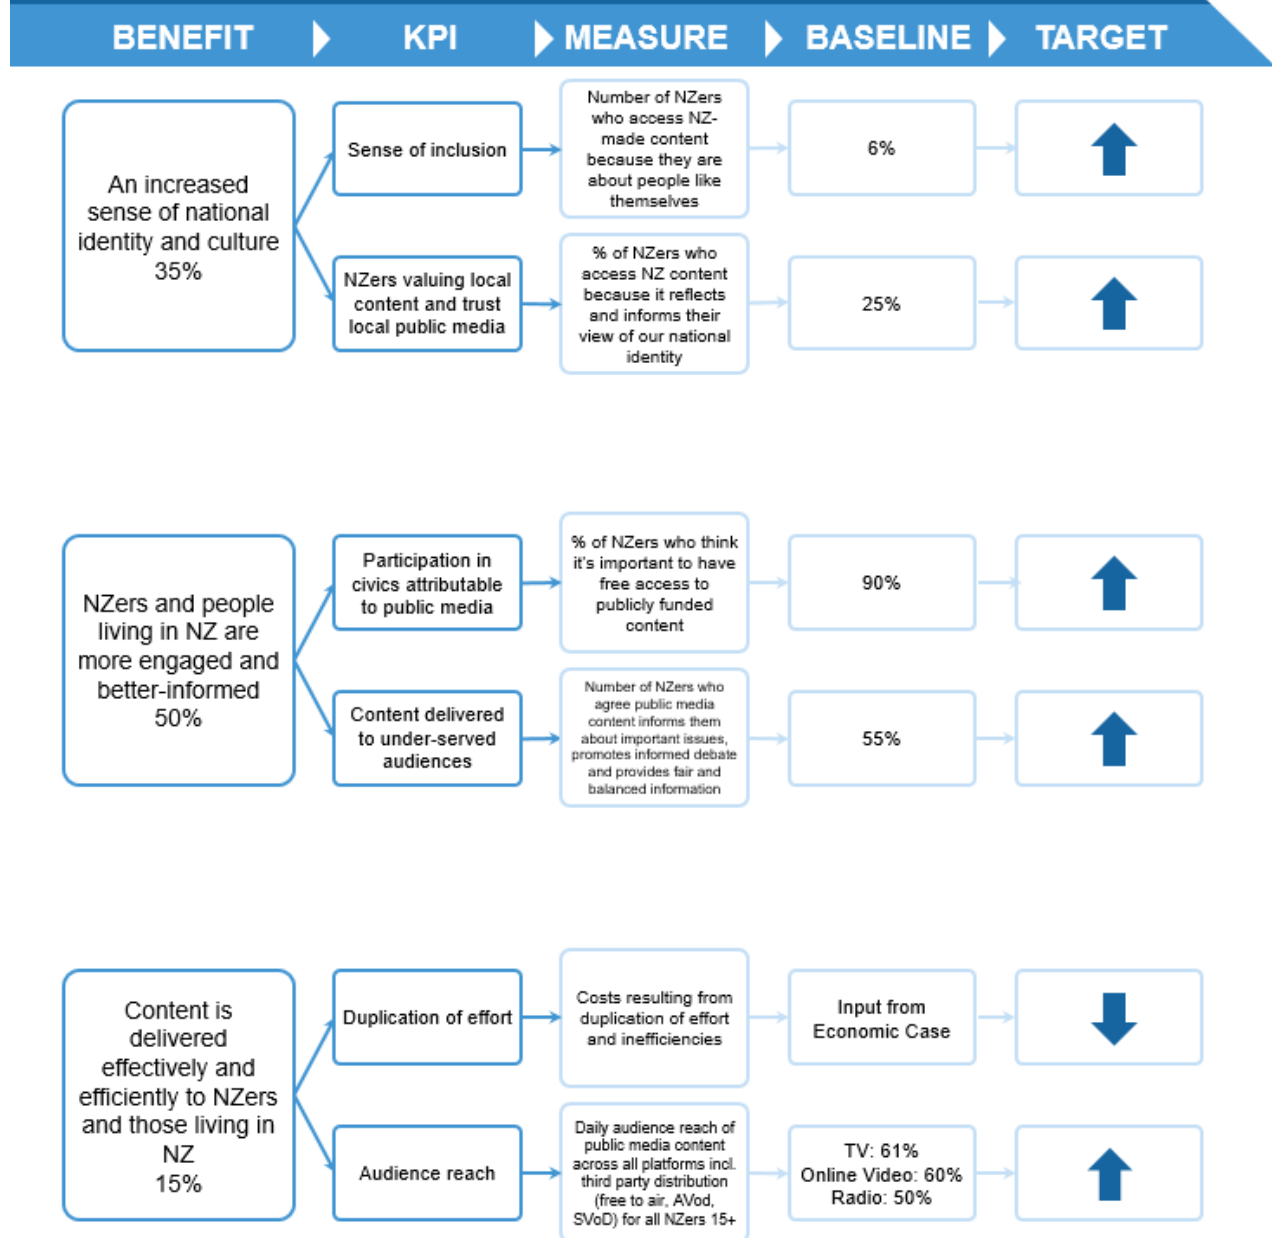 BENEFIT KPI MEASURE BASELINE TARGET
An increased
sense of national
identity and culture
35%
Sense of inclusion
Number of NZers
who access NZ-
made content
because they are
about people like
themselves
6%
NZers valuing local
content and trust
local public media
% of NZers who
access NZ content
because it reflects
and informs their
view of our national
identity
25%
NZers and people
living in NZ are
more engaged and
better-informed
50%
Participation in
civics attributable
to public media
% of NZers who think
it's important to have
free access to
publicly funded
content
90%
Content delivered
to under-served
audiences
Number of NZers who
agree public media
content informs them
about important issues,
promotes informed debate
and provides fair and
balanced information
55%
Content is
delivered
effectively and
efficiently to NZers
and those living in
NZ
15%
Duplication of effort
Costs resulting from
duplication of effort
and inefficiencies
Input from
Economic Case
Audience reach
Daily audience reach of
public media content
across all platforms incl.
third party distribution
(free to air, AVod,
SVoD) for all NZers 15+
TV: 61%
Online Video: 60%
Radio: 50%